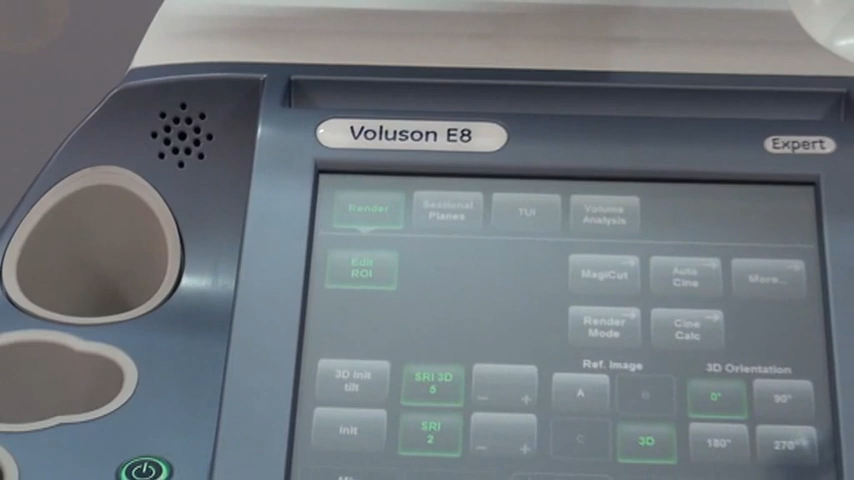 Voluson E8
Expert
Render
Sectional
Planes
TUI
Volume
Analysis
Edit
ROI
MagiCut
Auto
Cine
More...
Render
Mode
Cine
Calc
Ref. Image
3D Orientation
3D Init
tilt
SRI 3D
5
- +
A
B
0°
90°
Init
SRI
2
- +
C
3D
180°
270°